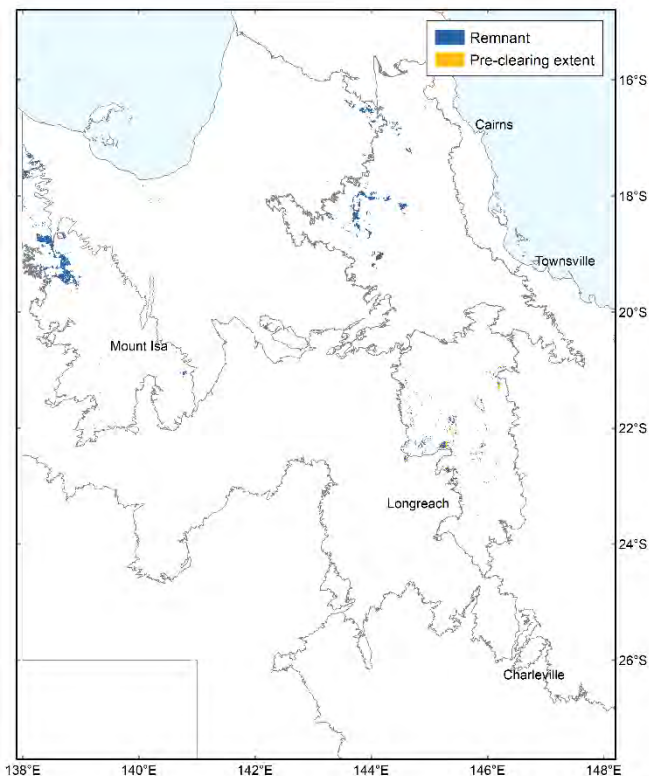 Remnant
Pre-clearing extent
16°S
Cairns
18°S
Townsville
20°S
Mount Isa
22°S
Longreach
24°S
26°S
Charleville
138°E
140°E
142°E
144°E
146°E
148°E